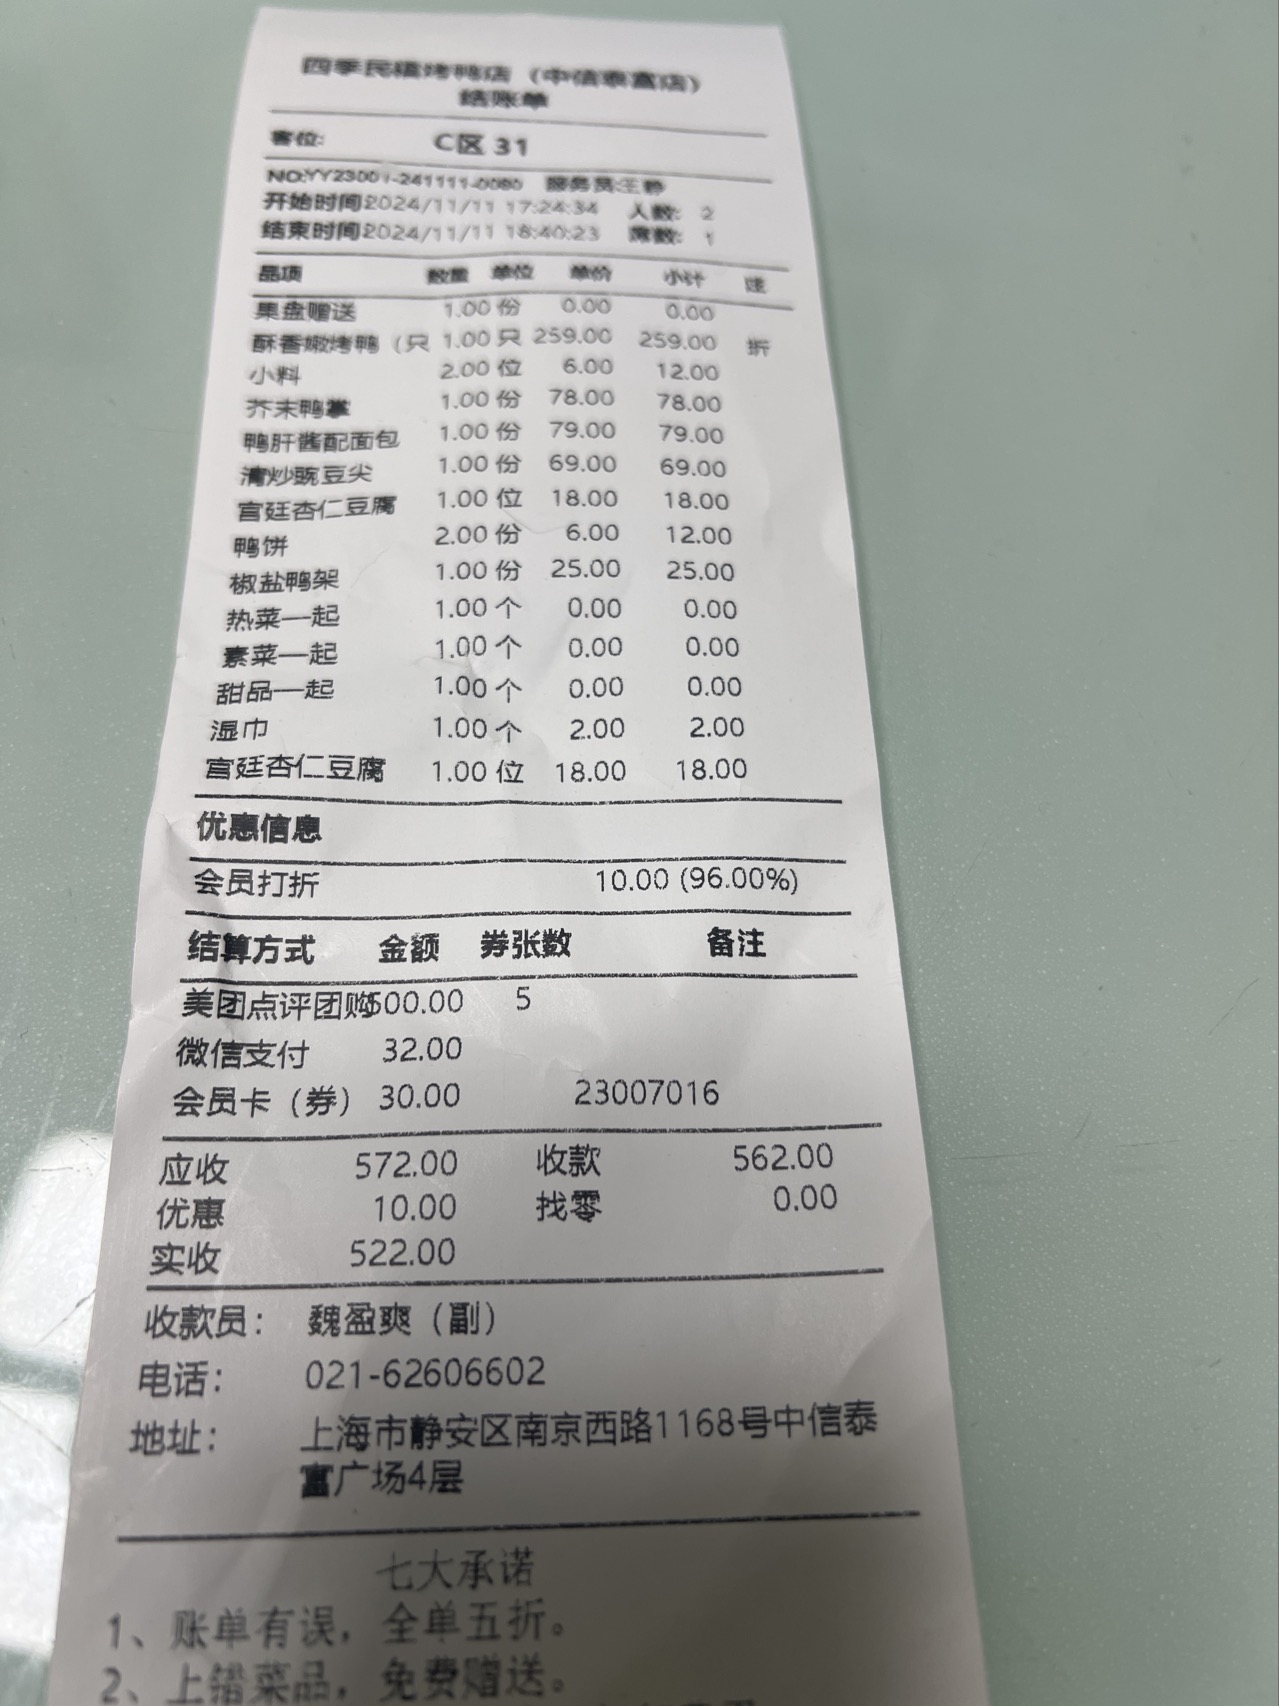 四季民福烤鸭店（中信泰富店）
结账单
客位: C区 31
NO:YY23001-241111-0080 服务员:王静
开始时间2024/11/11 17:24:34 人数: 2
结束时间2024/11/11 18:40:23 席数: 1
品项 数量 单位 单价 小计
果盘赠送 1.00 份 0.00 0.00
酥香嫩烤鸭（只 1.00 只 259.00 259.00 折
小料 2.00 位 6.00 12.00
芥末鸭掌 1.00 份 78.00 78.00
鸭肝酱配面包 1.00 份 79.00 79.00
清炒豌豆尖 1.00 份 69.00 69.00
宫廷杏仁豆腐 1.00 位 18.00 18.00
鸭饼 2.00 份 6.00 12.00
椒盐鸭架 1.00 份 25.00 25.00
热菜一起 1.00 个 0.00 0.00
素菜一起 1.00 个 0.00 0.00
甜品一起 1.00 个 0.00 0.00
湿巾 1.00 个 2.00 2.00
宫廷杏仁豆腐 1.00 位 18.00 18.00
优惠信息
会员打折 10.00 (96.00%)
结算方式 金额 券张数 备注
美团点评团购500.00 5
微信支付 32.00
会员卡（券） 30.00 23007016
应收 572.00 收款 562.00
优惠 10.00 找零 0.00
实收 522.00
收款员： 魏盈爽（副）
电话： 021-62606602
地址： 上海市静安区南京西路1168号中信泰
富广场4层
七大承诺
1、账单有误，全单五折。
2、上错菜品，免费赠送。